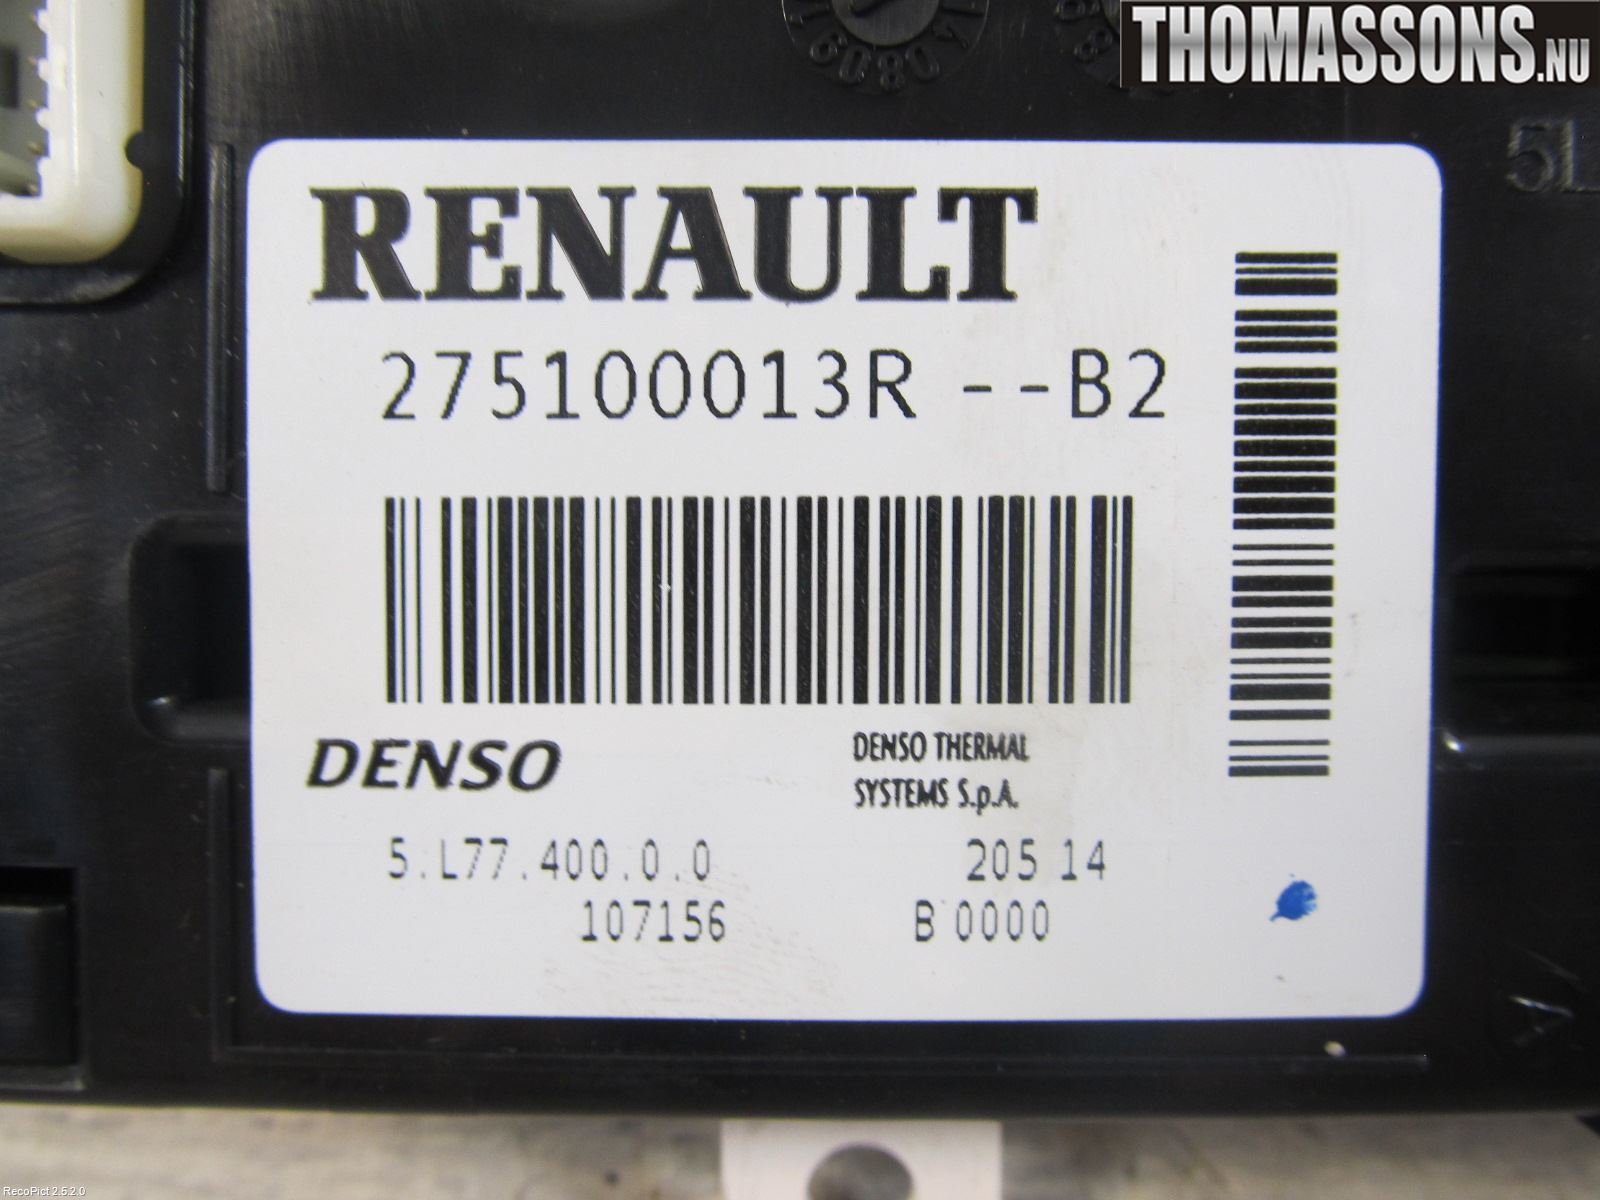 THOMASSONS.NU
5L
RENAULT
275100013R --B2
DENSO
DENSO THERMAL
SYSTEMS S.p.A.
5.L77.400.0.0
205 14
107156
B 0000
RecoPict 2.5.2.0